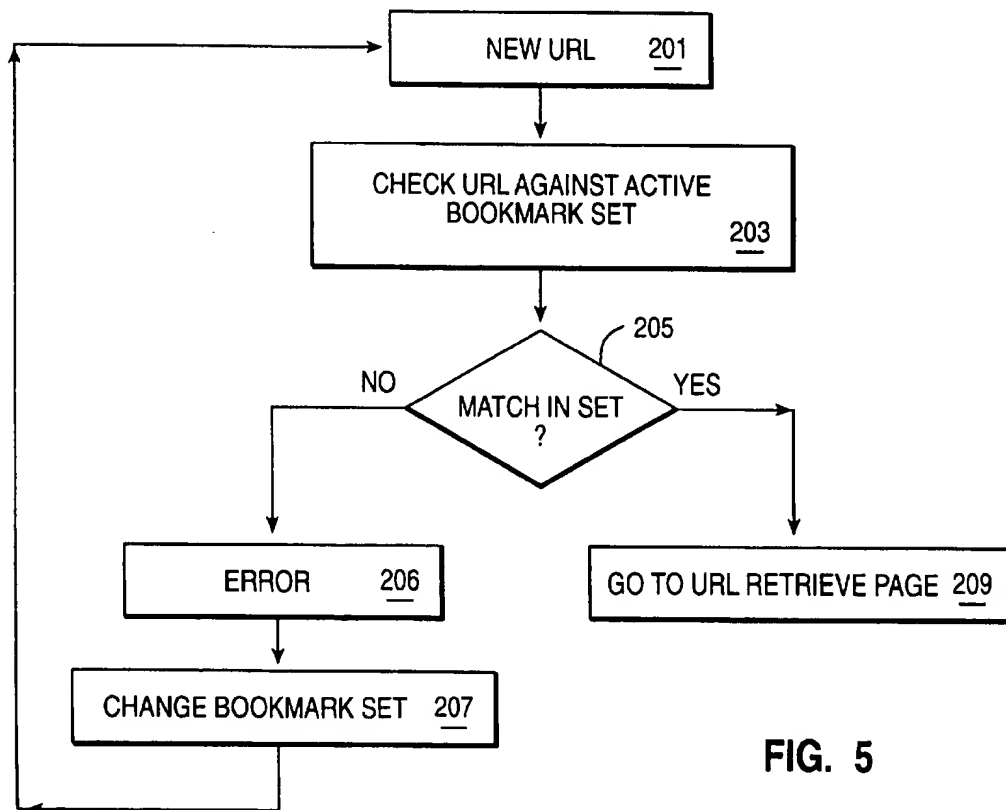 NEW URL 201
CHECK URL AGAINST ACTIVE
BOOKMARK SET
203
205
NO
YES
MATCH IN SET
?
ERROR 206
GO TO URL RETRIEVE PAGE 209
CHANGE BOOKMARK SET 207
FIG. 5